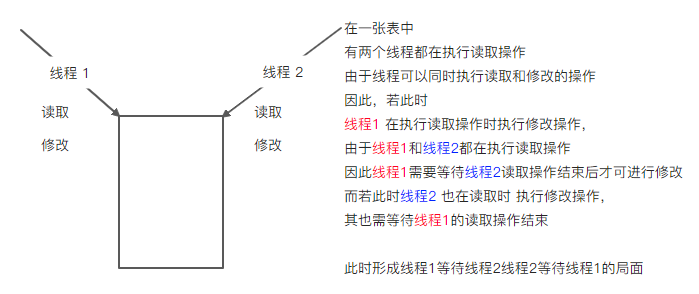 线程 1
读取
修改
线程 2
读取
修改
在一张表中
有两个线程都在执行读取操作
由于线程可以同时执行读取和修改的操作
因此，若此时
线程1 在执行读取操作时执行修改操作，
由于线程1和线程2都在执行读取操作
因此线程1需要等待线程2读取操作结束后才可进行修改
而若此时线程2 也在读取时 执行修改操作，
其也需等待线程1的读取操作结束
此时形成线程1等待线程2线程2等待线程1的局面